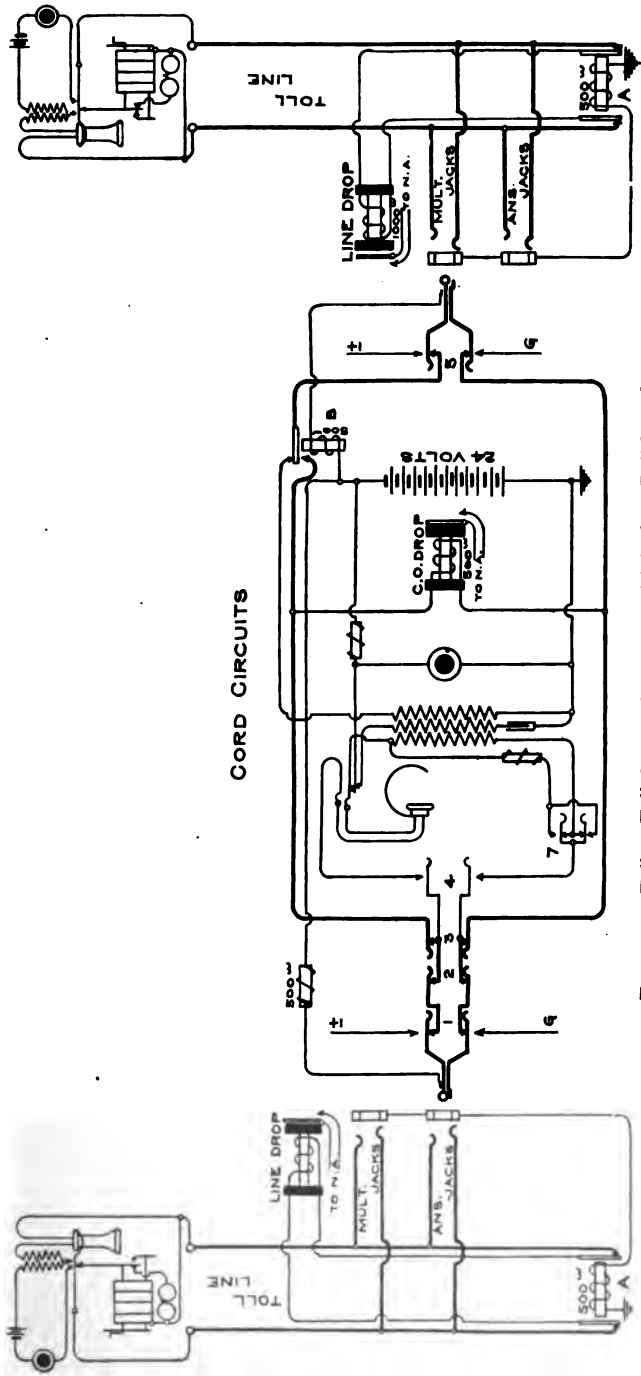 TOLL
LINE
LINE DROP
TO N.A.
MULT.
JACKS
ANS.
JACKS
500 ω
A
CORD CIRCUITS
500 ω
G
1
2
3
4
7
C.O. DROP
500 ω
TO N.A.
24 VOLTS
B
5
G
TOLL
LINE
LINE DROP
1000 ω
TO N.A.
MULT.
JACKS
ANS.
JACKS
500 ω
A